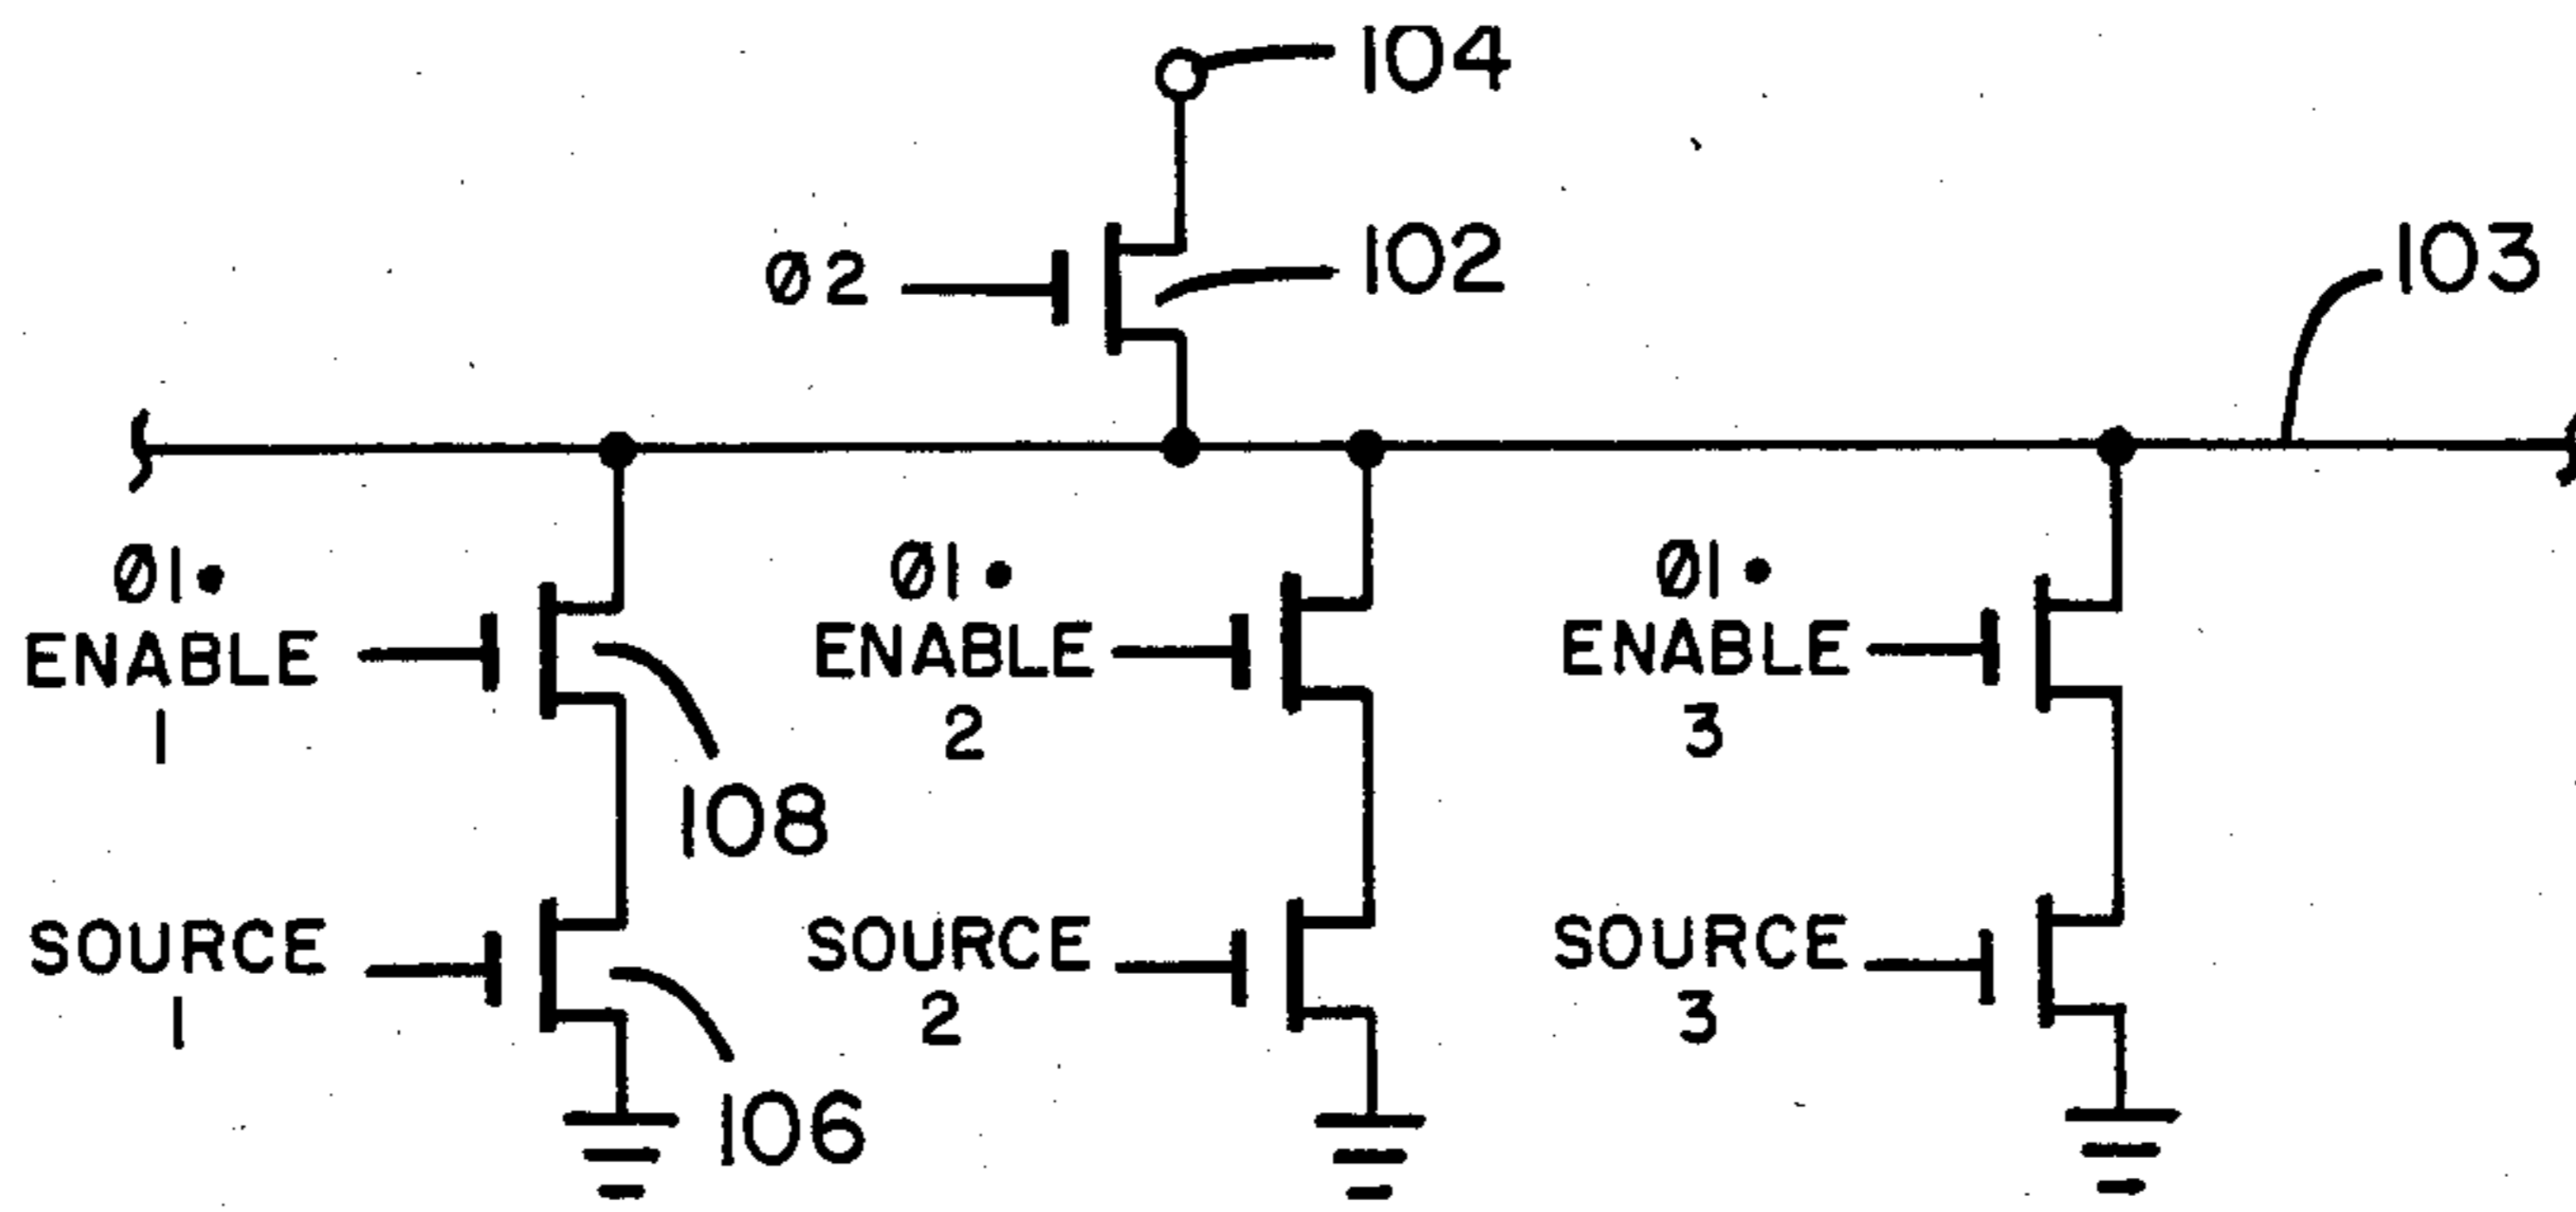 104
Ø2
102
103
Ø1•
ENABLE
1
108
Ø1•
ENABLE
2
Ø1•
ENABLE
3
SOURCE
1
106
SOURCE
2
SOURCE
3